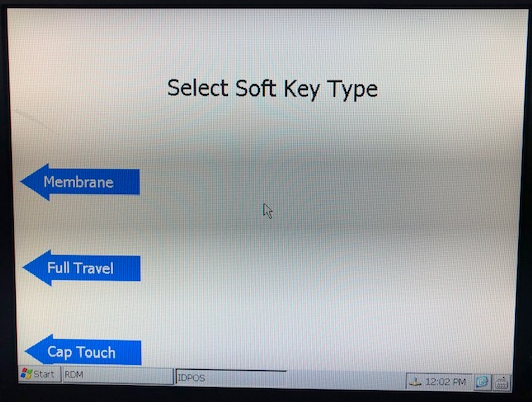 Select Soft Key Type
Membrane
Full Travel
Cap Touch
Start RDM IDPOS 12:02 PM